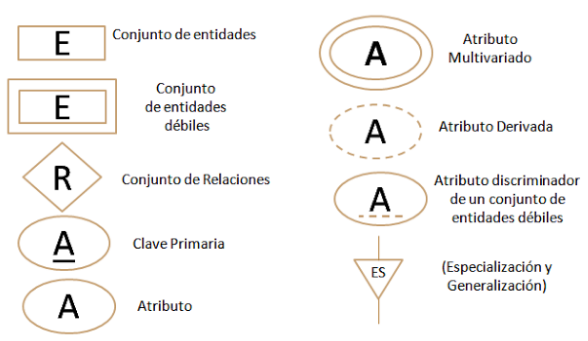 E
Conjunto de entidades
E
Conjunto
de entidades
débiles
R
Conjunto de Relaciones
A
Clave Primaria
A
Atributo
A
Atributo
Multivariado
A
Atributo Derivada
A
Atributo discriminador
de un conjunto de
entidades débiles
ES
(Especialización y
Generalización)